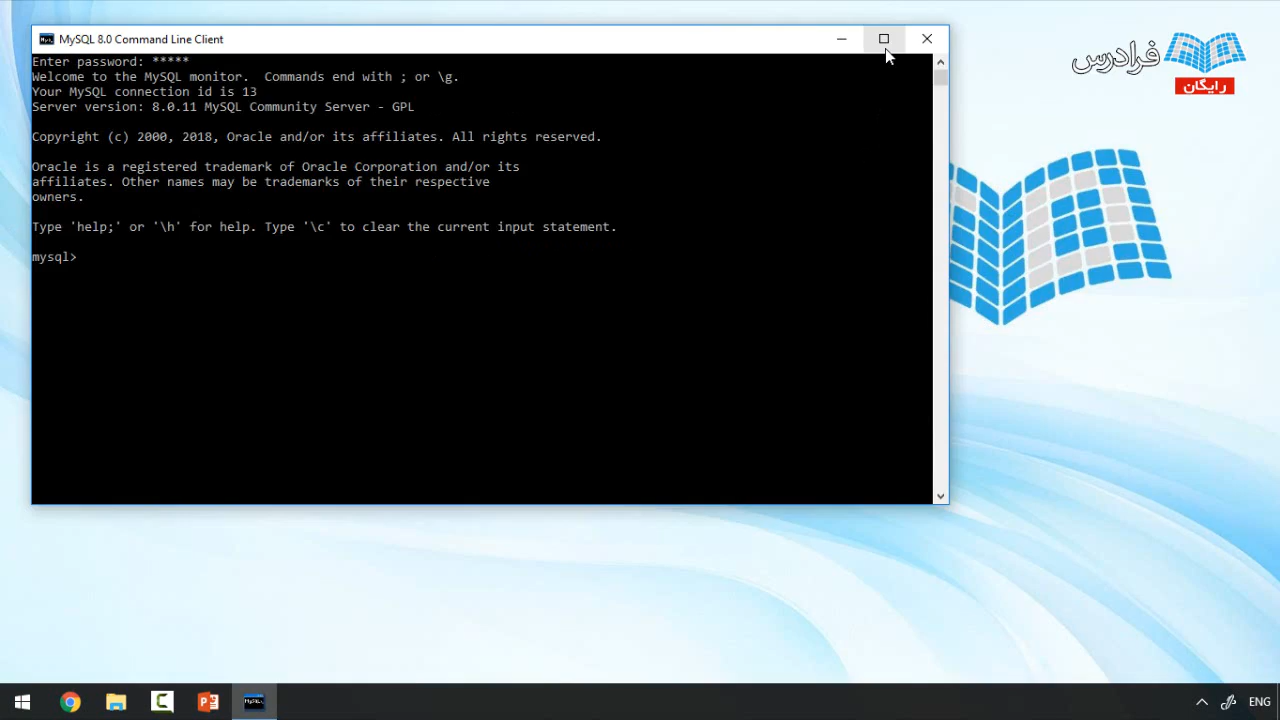 MySQL 8.0 Command Line Client
Enter password: *****
Welcome to the MySQL monitor.  Commands end with ; or \g.
Your MySQL connection id is 13
Server version: 8.0.11 MySQL Community Server - GPL
Copyright (c) 2000, 2018, Oracle and/or its affiliates. All rights reserved.
Oracle is a registered trademark of Oracle Corporation and/or its
affiliates. Other names may be trademarks of their respective
owners.
Type 'help;' or '\h' for help. Type '\c' to clear the current input statement.
mysql>
فرادرس
رایگان
ENG